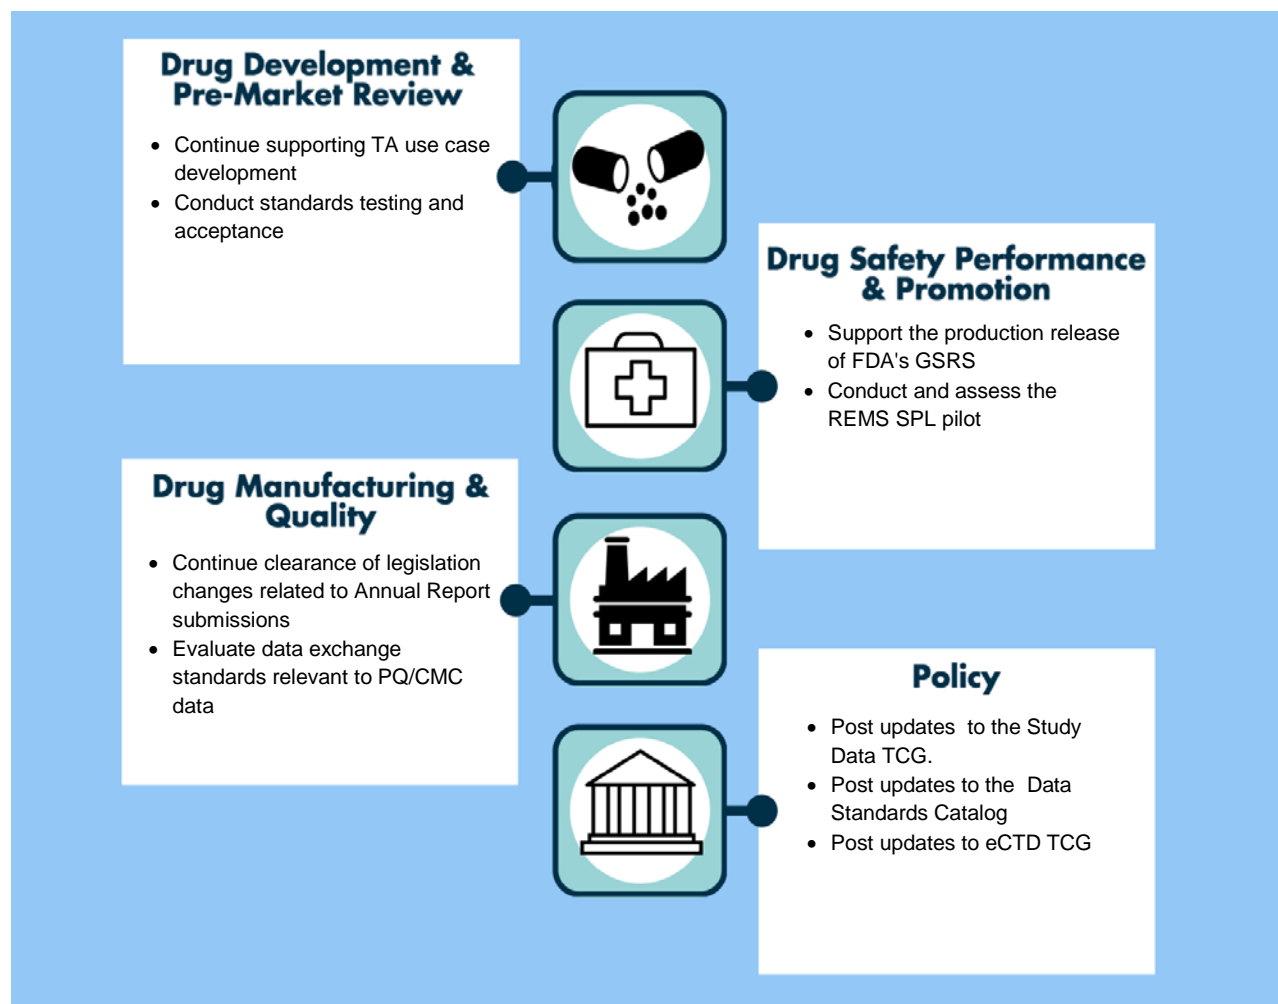 Drug Development &
Pre-Market Review
• Continue supporting TA use case
development
• Conduct standards testing and
acceptance
Drug Safety Performance
& Promotion
• Support the production release
of FDA's GSRS
• Conduct and assess the
REMS SPL pilot
Drug Manufacturing &
Quality
• Continue clearance of legislation
changes related to Annual Report
submissions
• Evaluate data exchange
standards relevant to PQ/CMC
data
Policy
• Post updates  to the Study
Data TCG.
• Post updates to the  Data
Standards Catalog
• Post updates to eCTD TCG